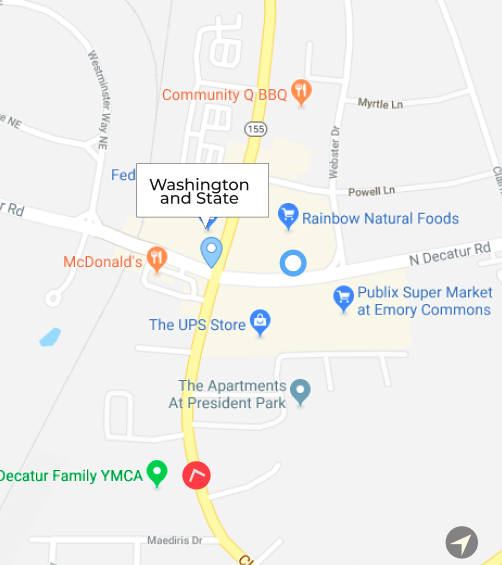 Westminster Way NE
Community Q BBQ
Myrtle Ln
155
Webster Dr
Fed
Washington
and State
Powell Ln
Rainbow Natural Foods
r Rd
McDonald's
N Decatur Rd
Publix Super Market
at Emory Commons
The UPS Store
The Apartments
At President Park
Decatur Family YMCA
Maediris Dr
Cl